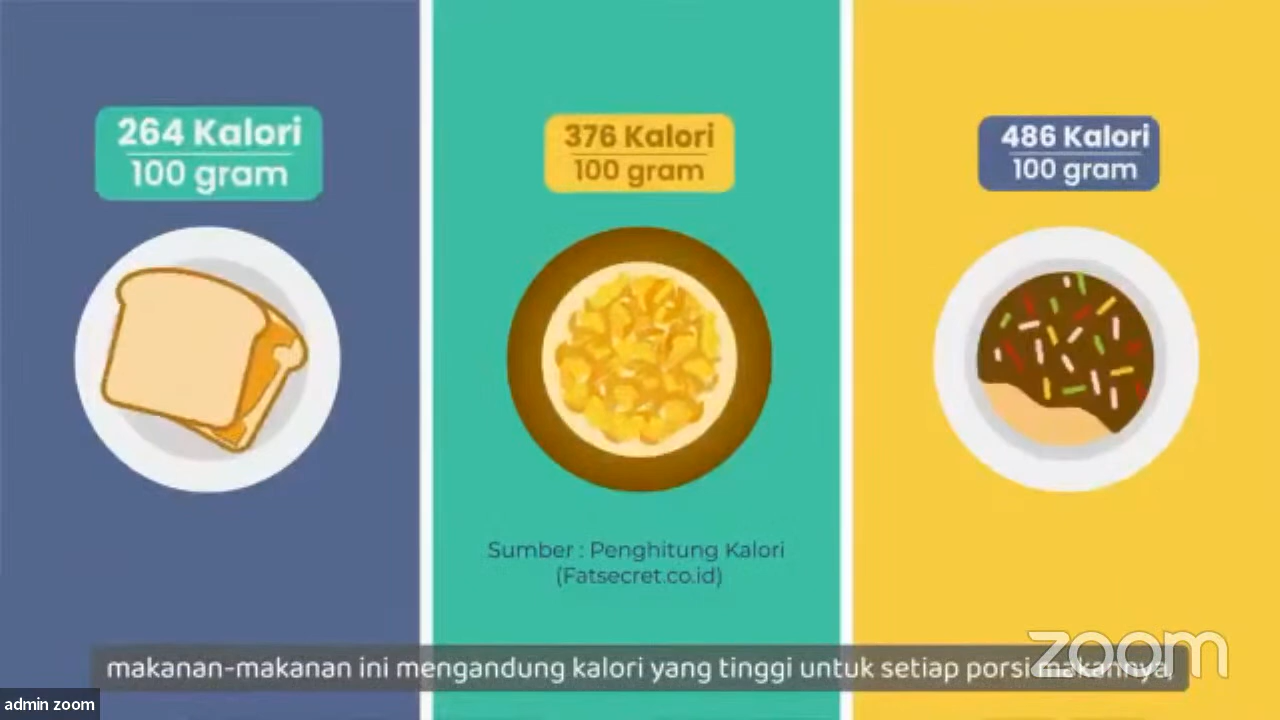 264 Kalori
100 gram
376 Kalori
100 gram
486 Kalori
100 gram
Sumber : Penghitung Kalori
(Fatsecret.co.id)
makanan-makanan ini mengandung kalori yang tinggi untuk setiap porsi makannya,
zoom
admin zoom